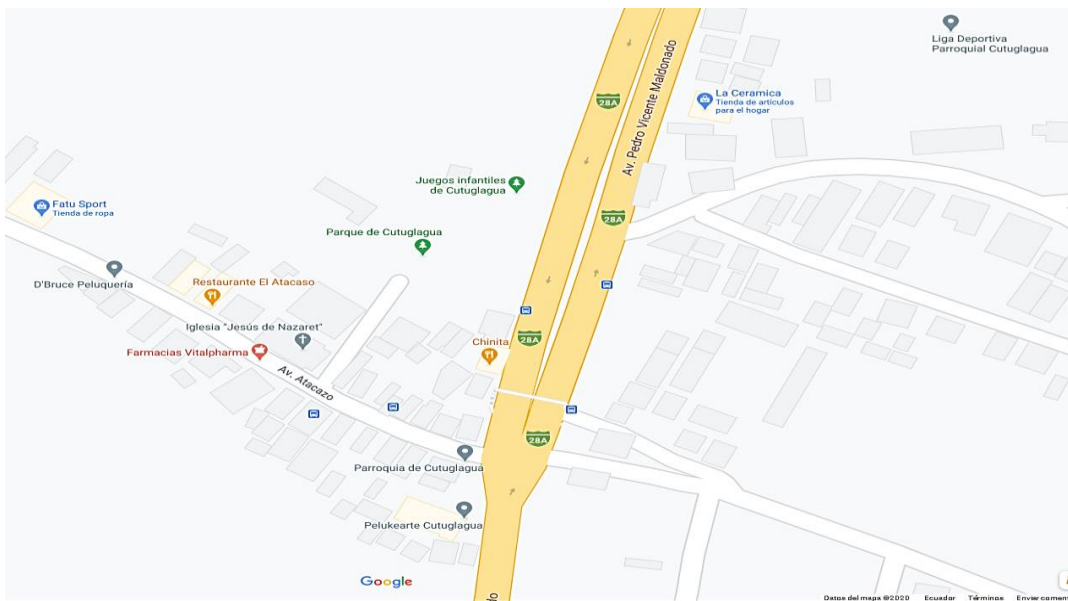 Liga Deportiva
Parroquial Cutuglagua
28A
Av. Pedro Vicente Maldonado
La Ceramica
Tienda de artículos
para el hogar
Juegos infantiles
de Cutuglagua
Fatu Sport
Tienda de ropa
28A
Parque de Cutuglagua
D'Bruce Peluquería
Restaurante El Atacaso
Iglesia "Jesús de Nazaret"
28A
Chinita
Farmacias Vitalpharma
Av. Atacazo
28A
Parroquia de Cutuglagua
Pelukearte Cutuglagua
Google
do
Datos del mapa ©2020 Ecuador Términos Enviar coment